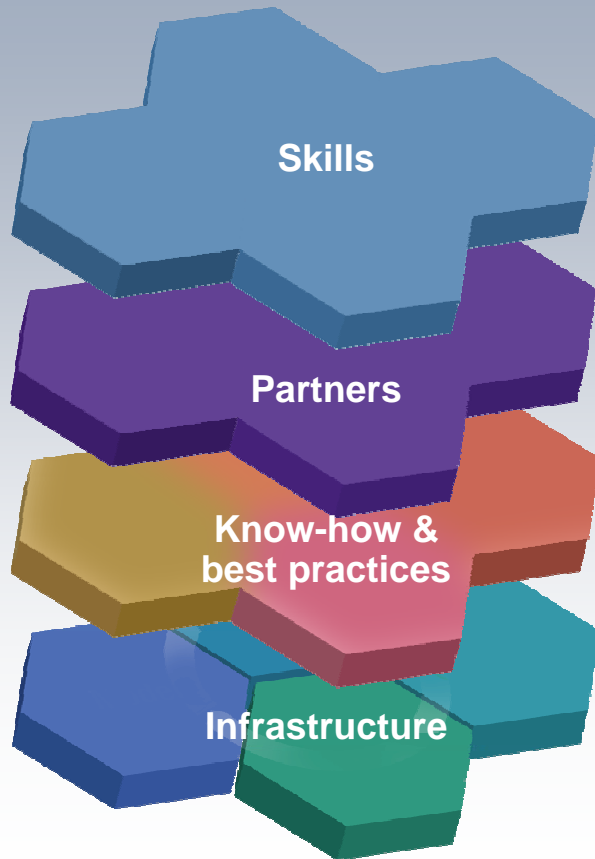 Skills
Partners
Know-how &
best practices
Infrastructure